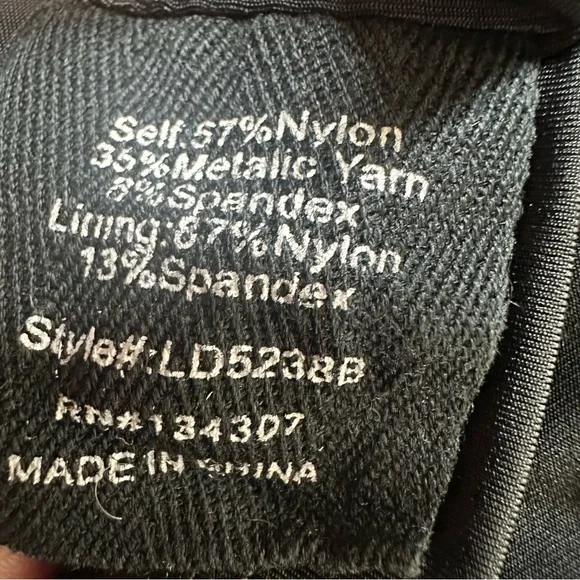 Self:57%Nylon
35%Metalic Yarn
8%Spandex
Lining:87%Nylon
13%Spandex
Style#:LD5238B
RN#134307
MADE IN CHINA